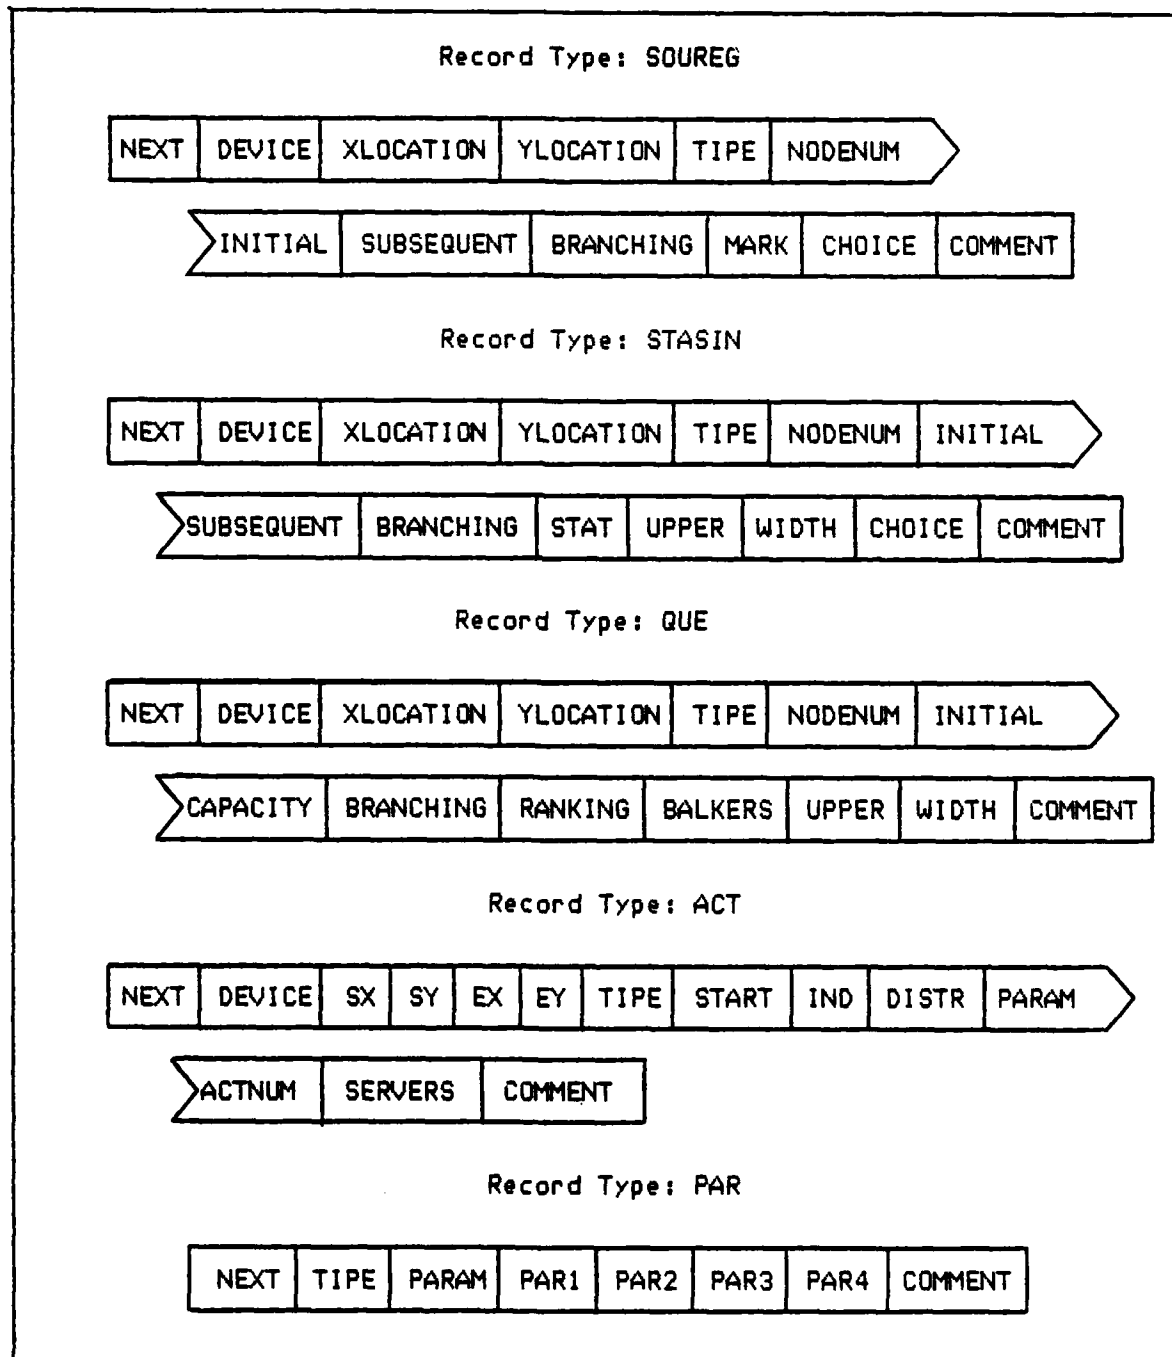 Record Type: SOUREG
NEXT DEVICE XLOCATION YLOCATION TIPE NODENUM
INITIAL SUBSEQUENT BRANCHING MARK CHOICE COMMENT
Record Type: STASIN
NEXT DEVICE XLOCATION YLOCATION TIPE NODENUM INITIAL
SUBSEQUENT BRANCHING STAT UPPER WIDTH CHOICE COMMENT
Record Type: QUE
NEXT DEVICE XLOCATION YLOCATION TIPE NODENUM INITIAL
CAPACITY BRANCHING RANKING BALKERS UPPER WIDTH COMMENT
Record Type: ACT
NEXT DEVICE SX SY EX EY TIPE START IND DISTR PARAM
ACTNUM SERVERS COMMENT
Record Type: PAR
NEXT TIPE PARAM PAR1 PAR2 PAR3 PAR4 COMMENT